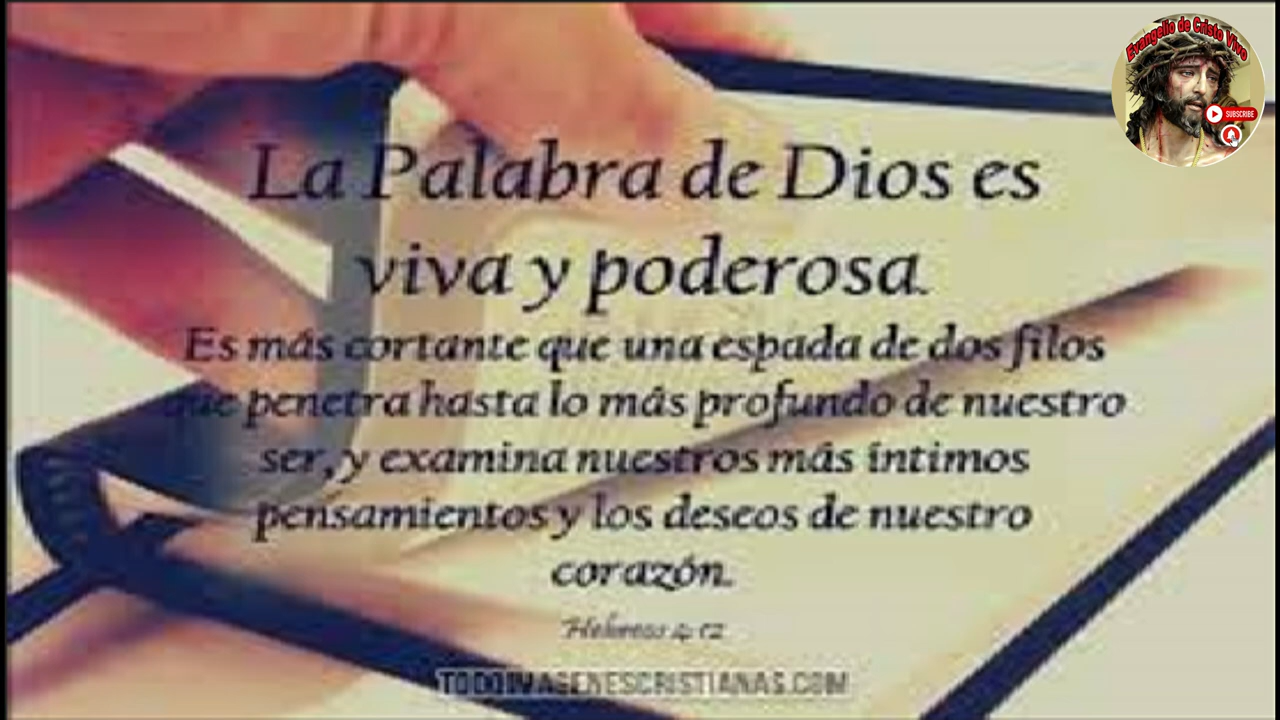 Evangelio de Cristo Vivo
SUBSCRIBE
La Palabra de Dios es
viva y poderosa.
Es más cortante que una espada de dos filos
que penetra hasta lo más profundo de nuestro
ser, y examina nuestros más íntimos
pensamientos y los deseos de nuestro
corazón.
Hebreos 4:12
TODOIMAGENESCRISTIANAS.COM